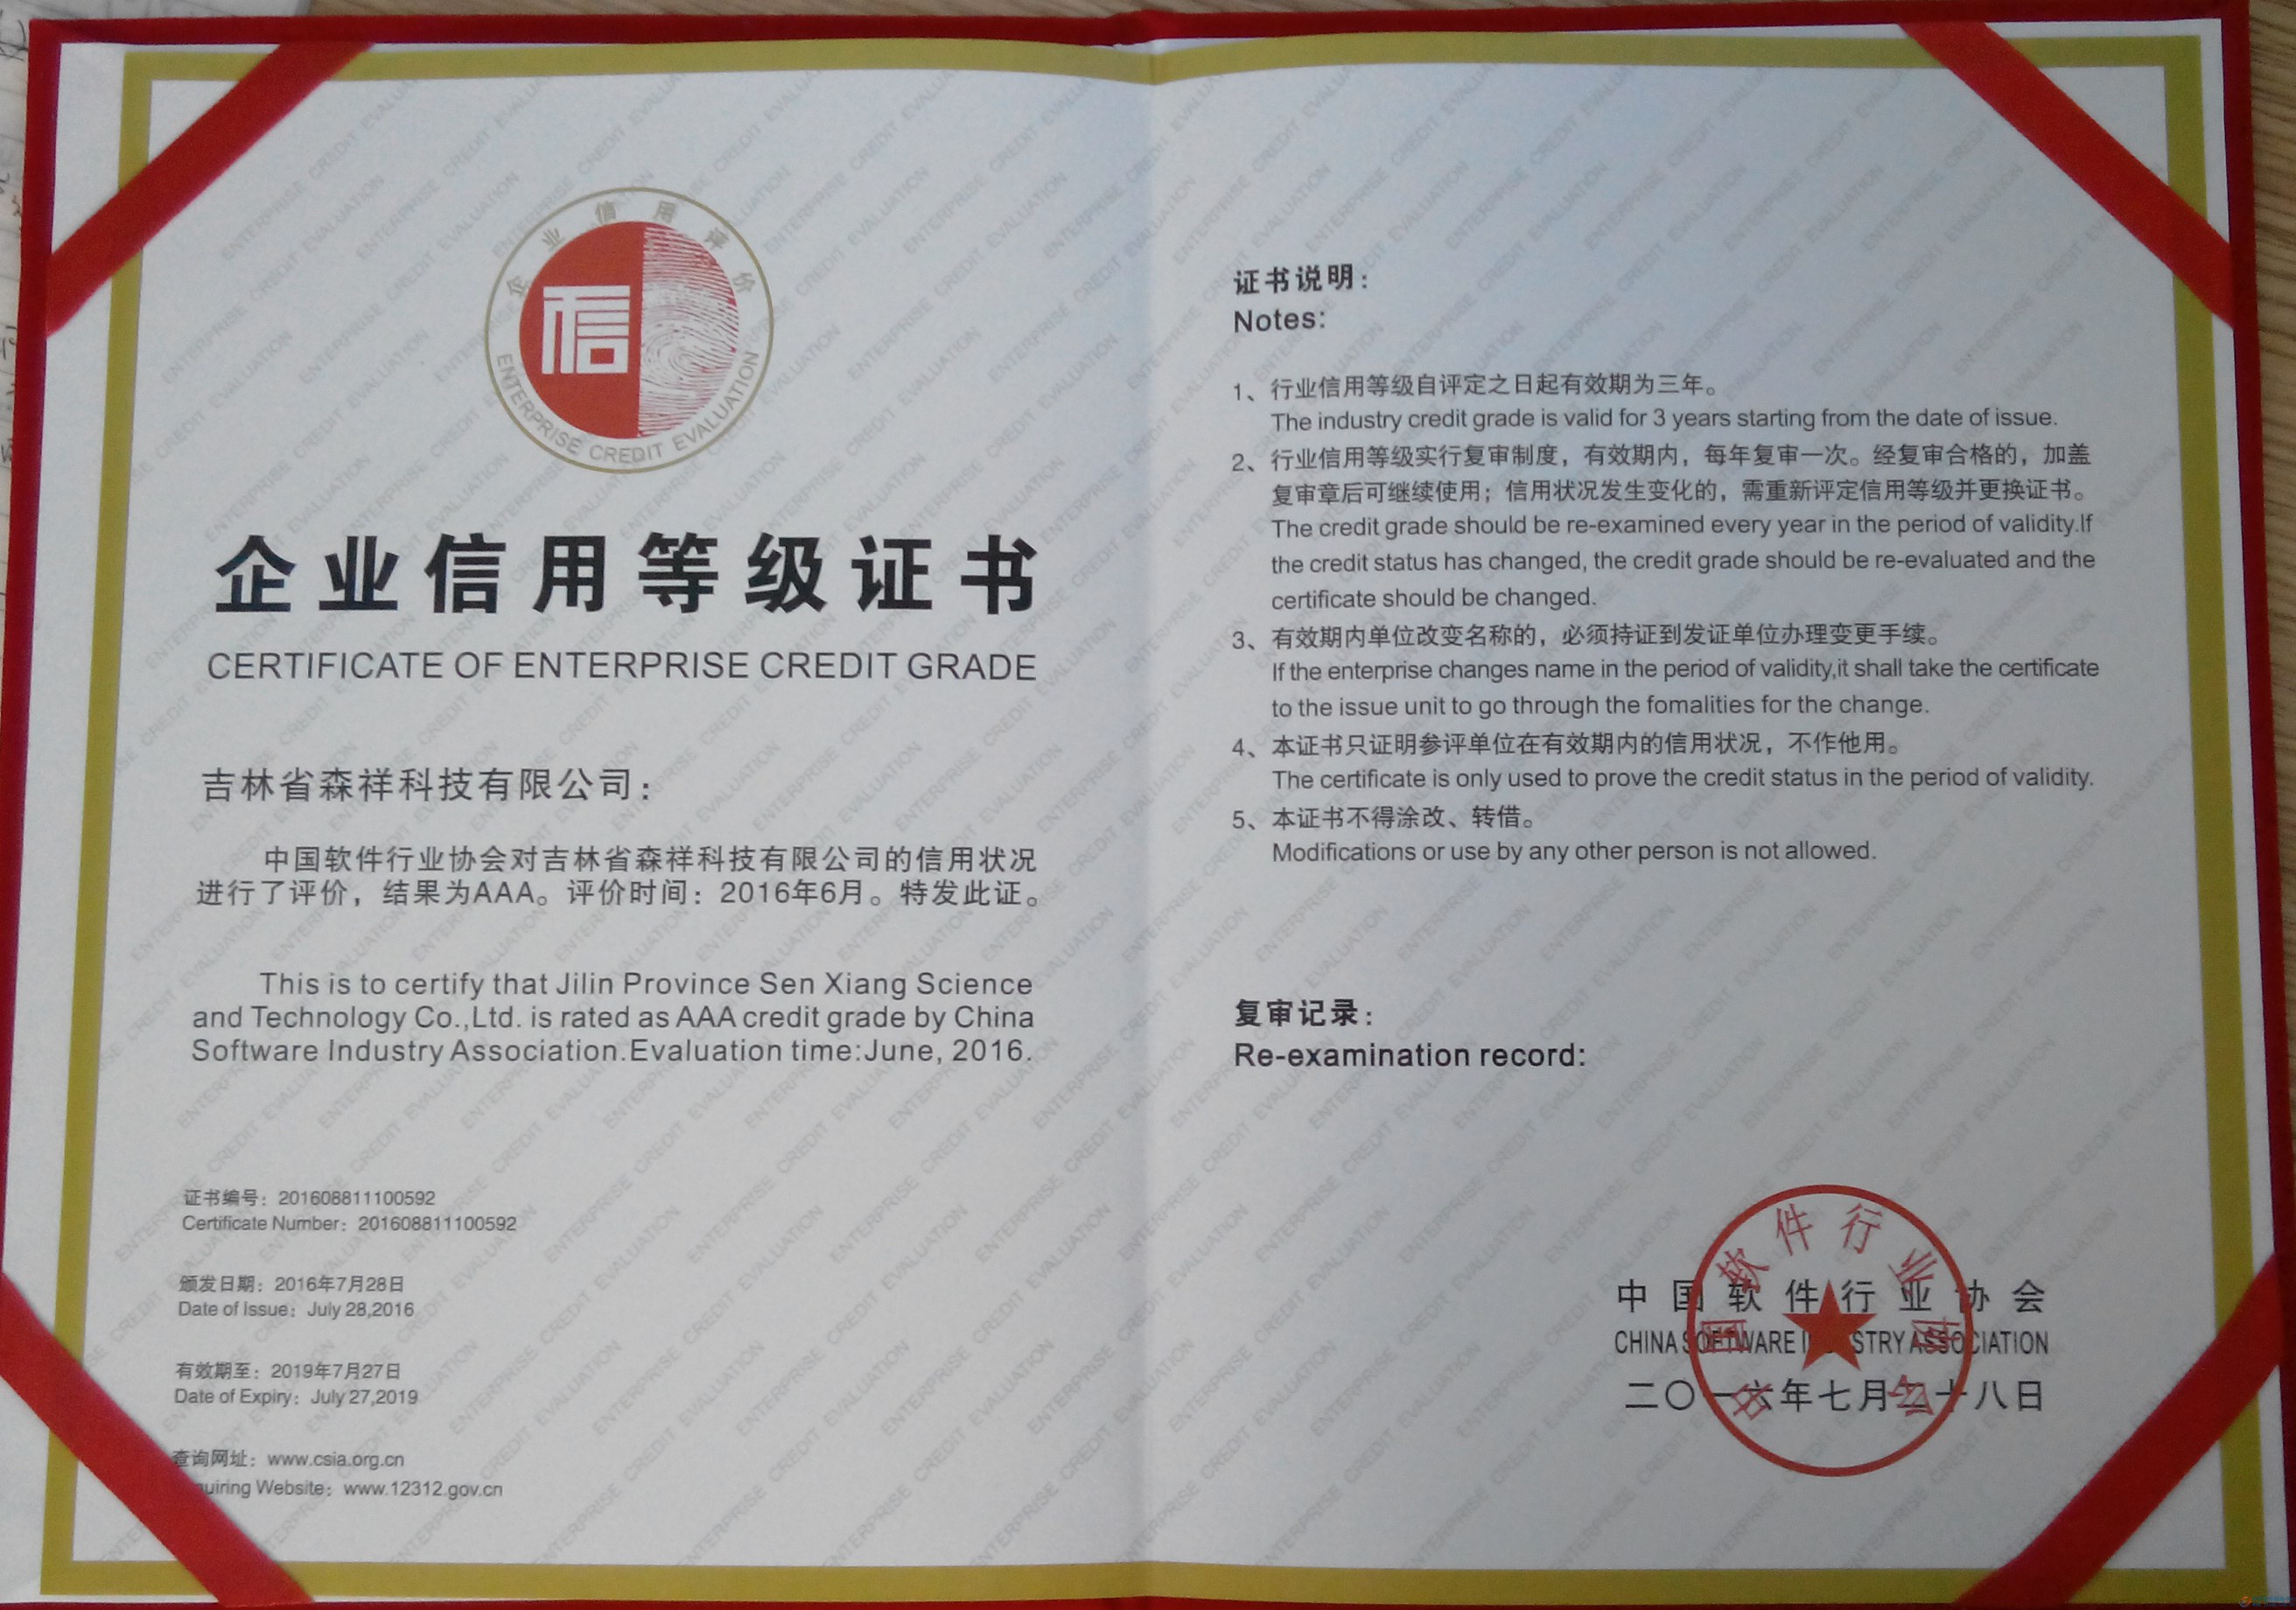 企业信用评价
信
ENTERPRISE CREDIT EVALUATION
企业信用等级证书
CERTIFICATE OF ENTERPRISE CREDIT GRADE
吉林省森祥科技有限公司：
中国软件行业协会对吉林省森祥科技有限公司的信用状况
进行了评价，结果为AAA。评价时间：2016年6月。特发此证。
This is to certify that Jilin Province Sen Xiang Science
and Technology Co.,Ltd. is rated as AAA credit grade by China
Software Industry Association.Evaluation time:June, 2016.
证书编号：201608811100592
Certificate Number：201608811100592
颁发日期：2016年7月28日
Date of Issue：July 28,2016
有效期至：2019年7月27日
Date of Expiry：July 27,2019
查询网址：www.csia.org.cn
Website：www.12312.gov.cn
证书说明：
Notes:
1、行业信用等级自评定之日起有效期为三年。
The industry credit grade is valid for 3 years starting from the date of issue.
2、行业信用等级实行复审制度，有效期内，每年复审一次。经复审合格的，加盖
复审章后可继续使用；信用状况发生变化的，需重新评定信用等级并更换证书。
The credit grade should be re-examined every year in the period of validity.If
the credit status has changed, the credit grade should be re-evaluated and the
certificate should be changed.
3、有效期内单位改变名称的，必须持证到发证单位办理变更手续。
If the enterprise changes name in the period of validity,it shall take the certificate
to the issue unit to go through the fomalities for the change.
4、本证书只证明参评单位在有效期内的信用状况，不作他用。
The certificate is only used to prove the credit status in the period of validity.
5、本证书不得涂改、转借。
Modifications or use by any other person is not allowed.
复审记录：
Re-examination record:
中国软件行业协会
CHINA SOFTWARE INDUSTRY ASSOCIATION
二〇一六年七月二十八日
中国软件行业协会